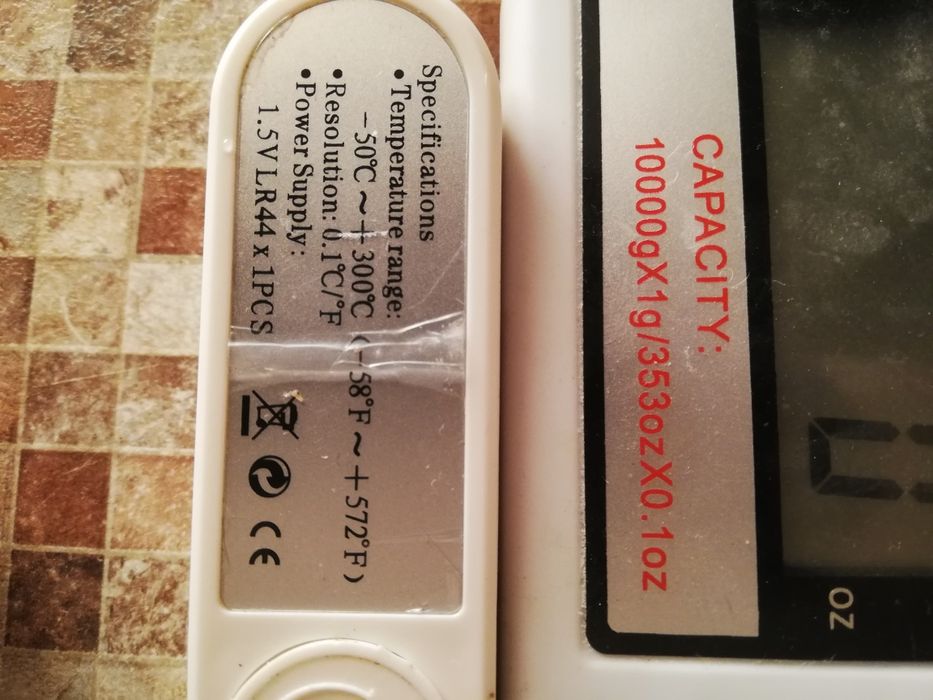 Specifications
•Temperature range:
-50℃~+300℃ (-58°F~+572°F)
•Resolution: 0.1℃/°F
•Power Supply:
1.5V LR44 x 1PCS
CE
CAPACITY:
10000gX1g/353ozX0.1oz
oz